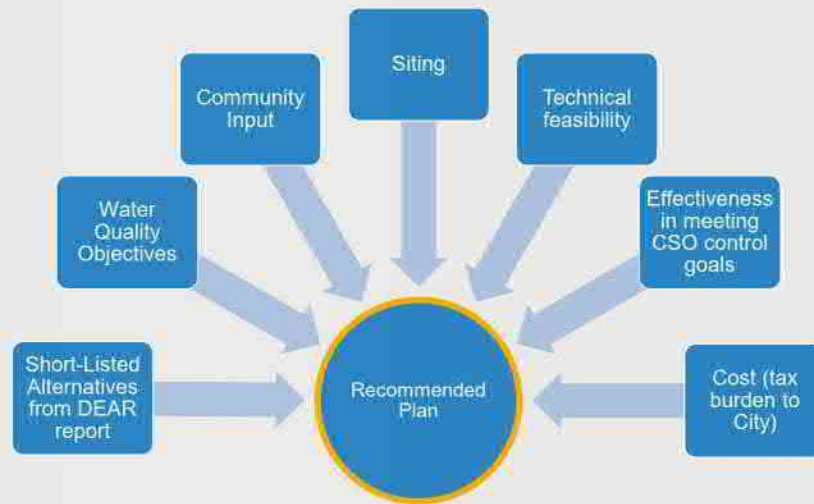 Siting
Community
Input
Technical
feasibility
Water
Quality
Objectives
Effectiveness
in meeting
CSO control
goals
Short-Listed
Alternatives
from DEAR
report
Recommended
Plan
Cost (tax
burden to
City)